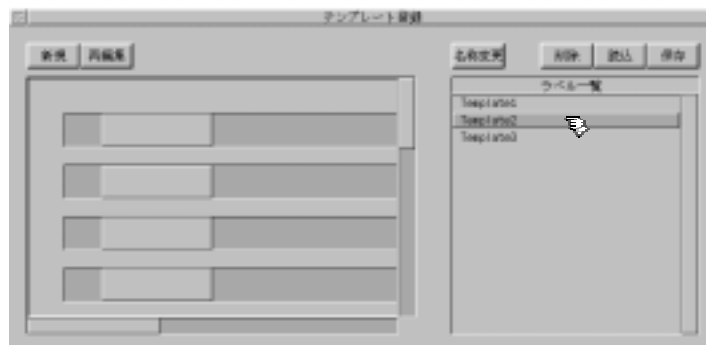 テンプレート登録
新規 再編集 名称変更 削除 読込 保存
ラベル一覧
Template1
Template2
Template3